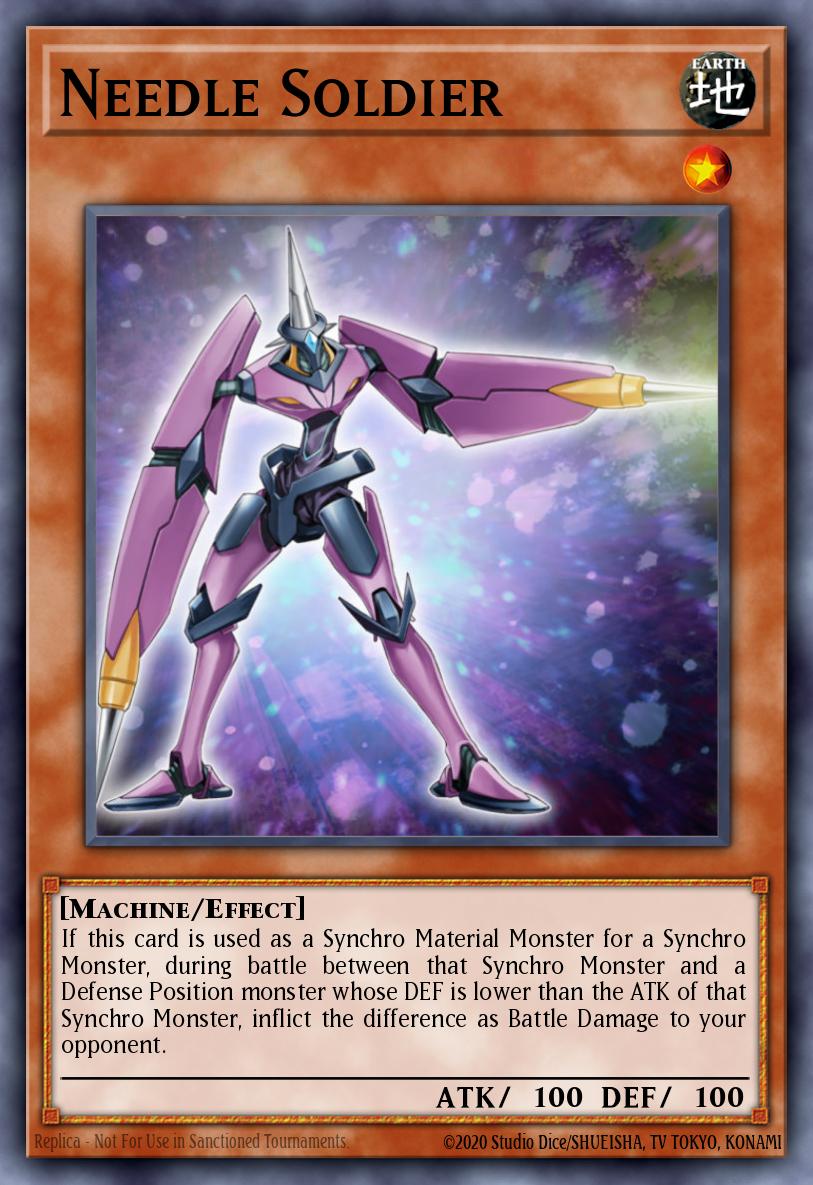 Needle Soldier
EARTH
地
[Machine/Effect]
If this card is used as a Synchro Material Monster for a Synchro
Monster, during battle between that Synchro Monster and a
Defense Position monster whose DEF is lower than the ATK of that
Synchro Monster, inflict the difference as Battle Damage to your
opponent.
ATK/ 100 DEF/ 100
Replica - Not For Use in Sanctioned Tournaments.
©2020 Studio Dice/SHUEISHA, TV TOKYO, KONAMI